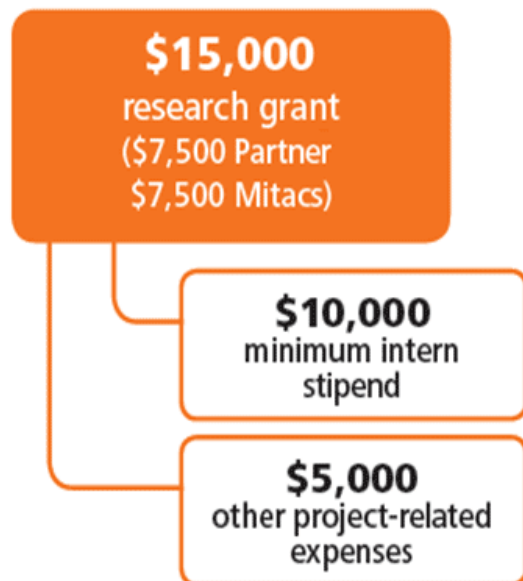 $15,000
research grant
($7,500 Partner
$7,500 Mitacs)
$10,000
minimum intern
stipend
$5,000
other project-related
expenses